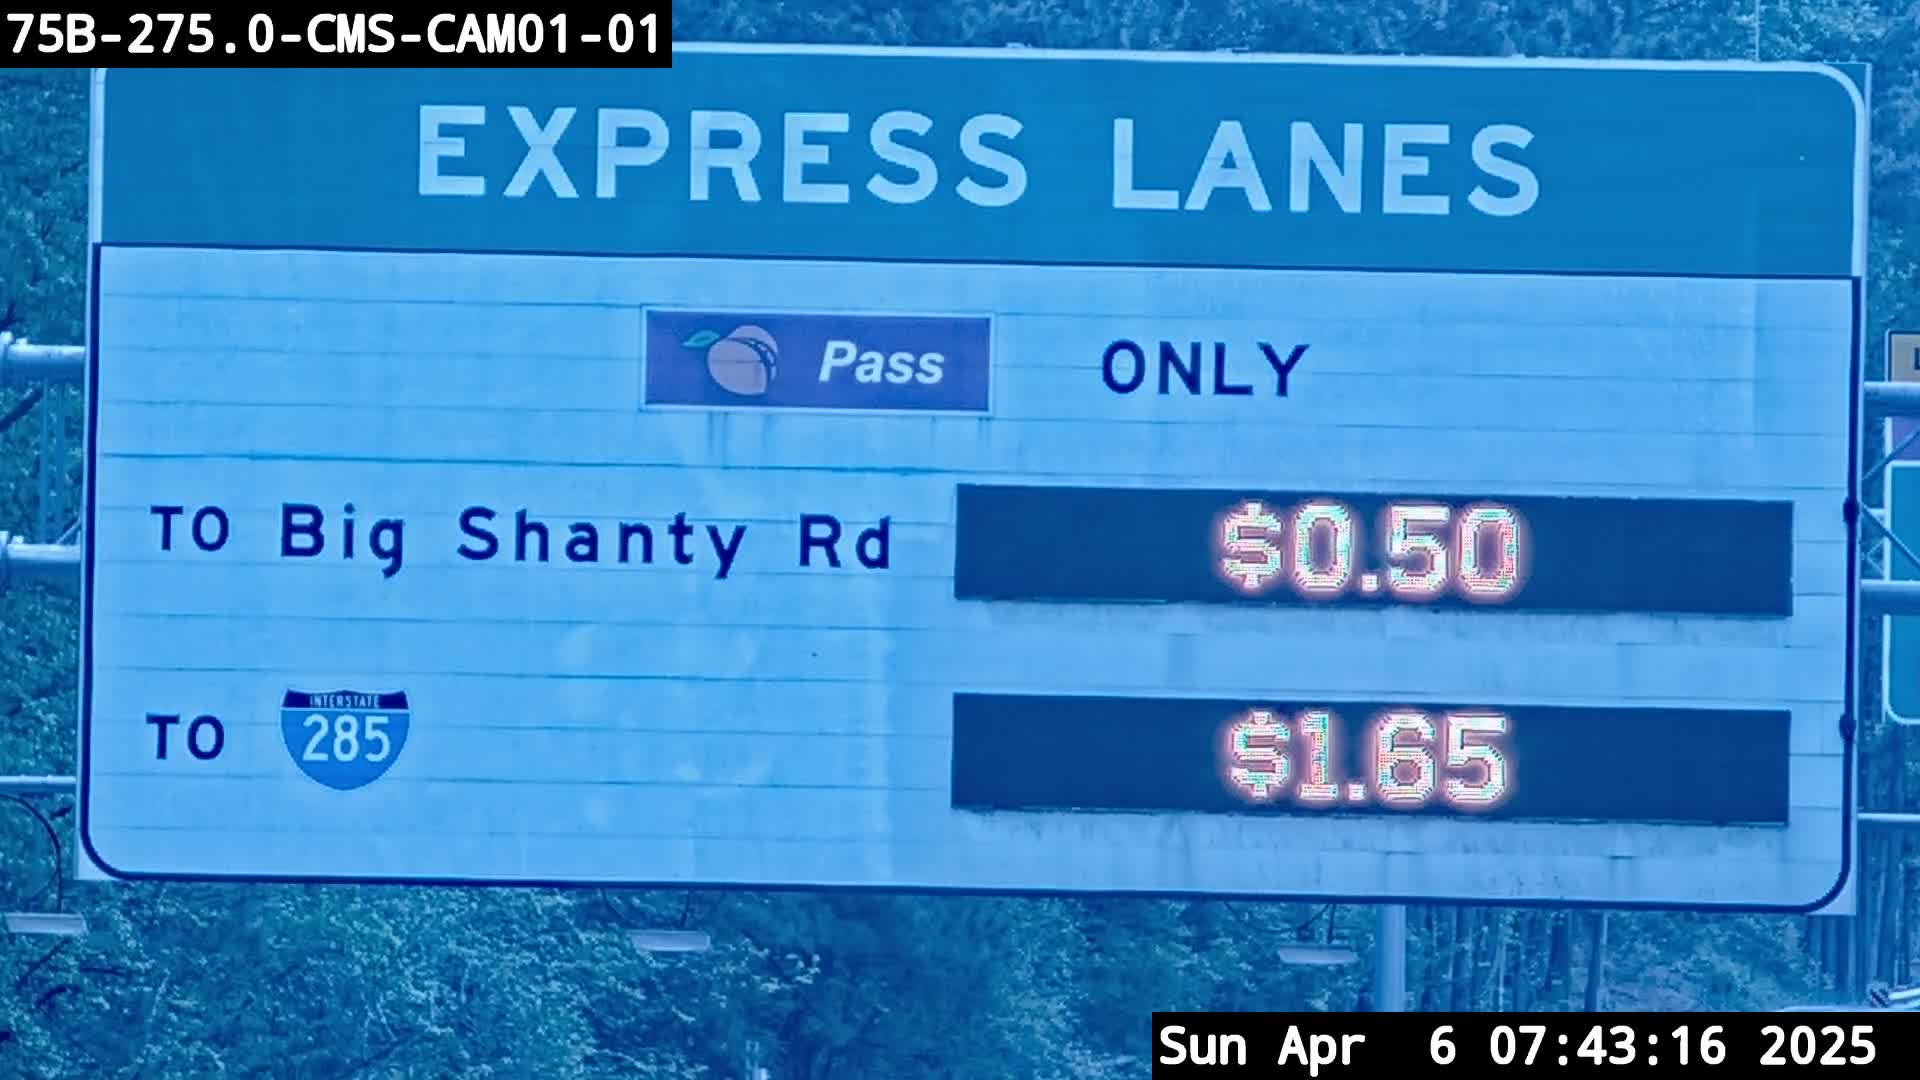 75B-275.0-CMS-CAM01-01
EXPRESS LANES
Pass ONLY
TO Big Shanty Rd $0.50
TO INTERSTATE 285 $1.65
Sun Apr 6 07:43:16 2025